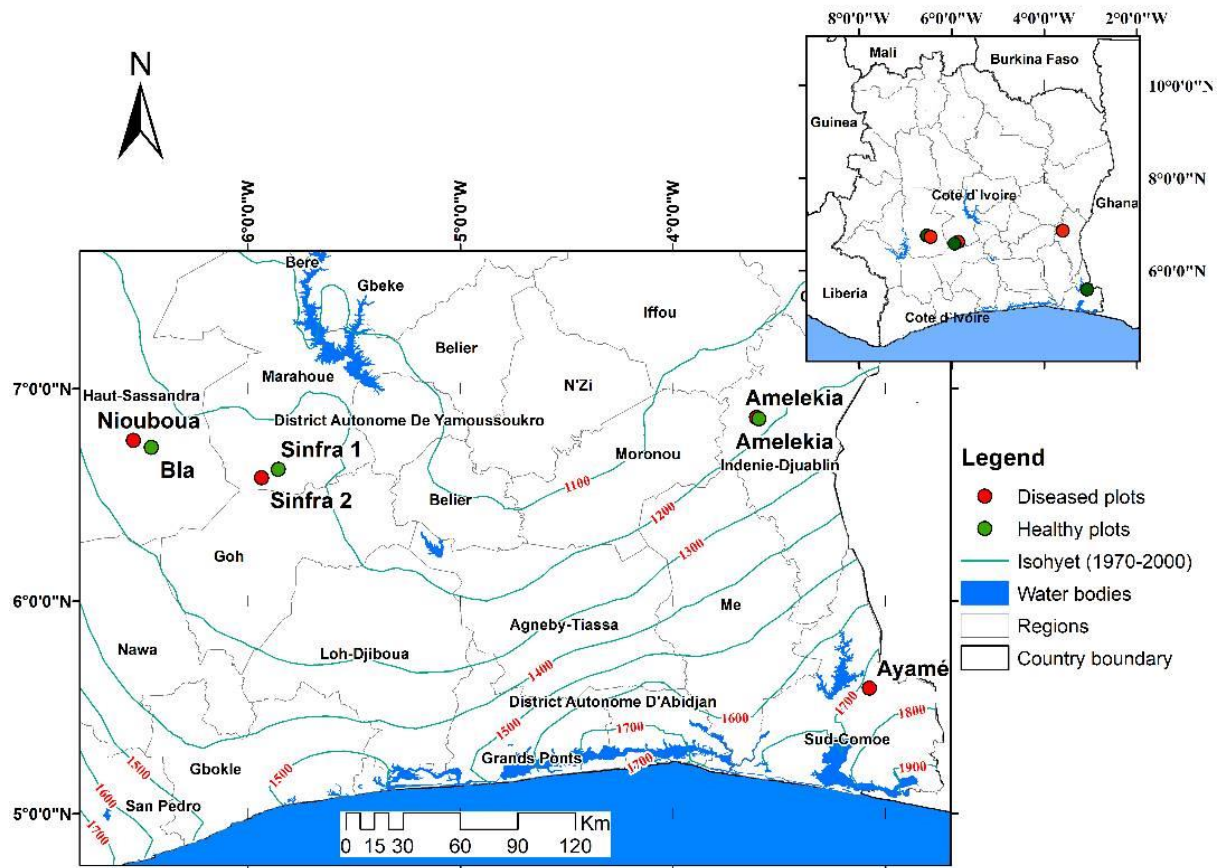 N
8°0'0"W 6°0'0"W 4°0'0"W 2°0'0"W
Mali
Burkina Faso
10°0'0"N
Guinea
8°0'0"N
Cote d`Ivoire
Ghana
6°0'0"N
Liberia
Cote d`Ivoire
6°0'0"W 5°0'0"W 4°0'0"W
Bere
Gbeke
Iffou
Belier
7°0'0"N
Marahoue
N'Zi
Haut-Sassandra
Amelekia
Niouboua
District Autonome De Yamoussoukro
Amelekia
Sinfra 1
Moronou
Bla
Indenie-Djuablin
1100
Sinfra 2
Belier
1200
Goh
1300
6°0'0"N
Me
Agneby-Tiassa
Nawa
Loh-Djiboua
1400
Ayamé
District Autonome D'Abidjan
1700
1600
1800
1500
1700
Sud-Comoe
Grands Ponts
1700
Gbokle
1500
1500
1900
1600
San Pedro
5°0'0"N
1700
Km
0 15 30 60 90 120
Legend
Diseased plots
Healthy plots
Isohyet (1970-2000)
Water bodies
Regions
Country boundary